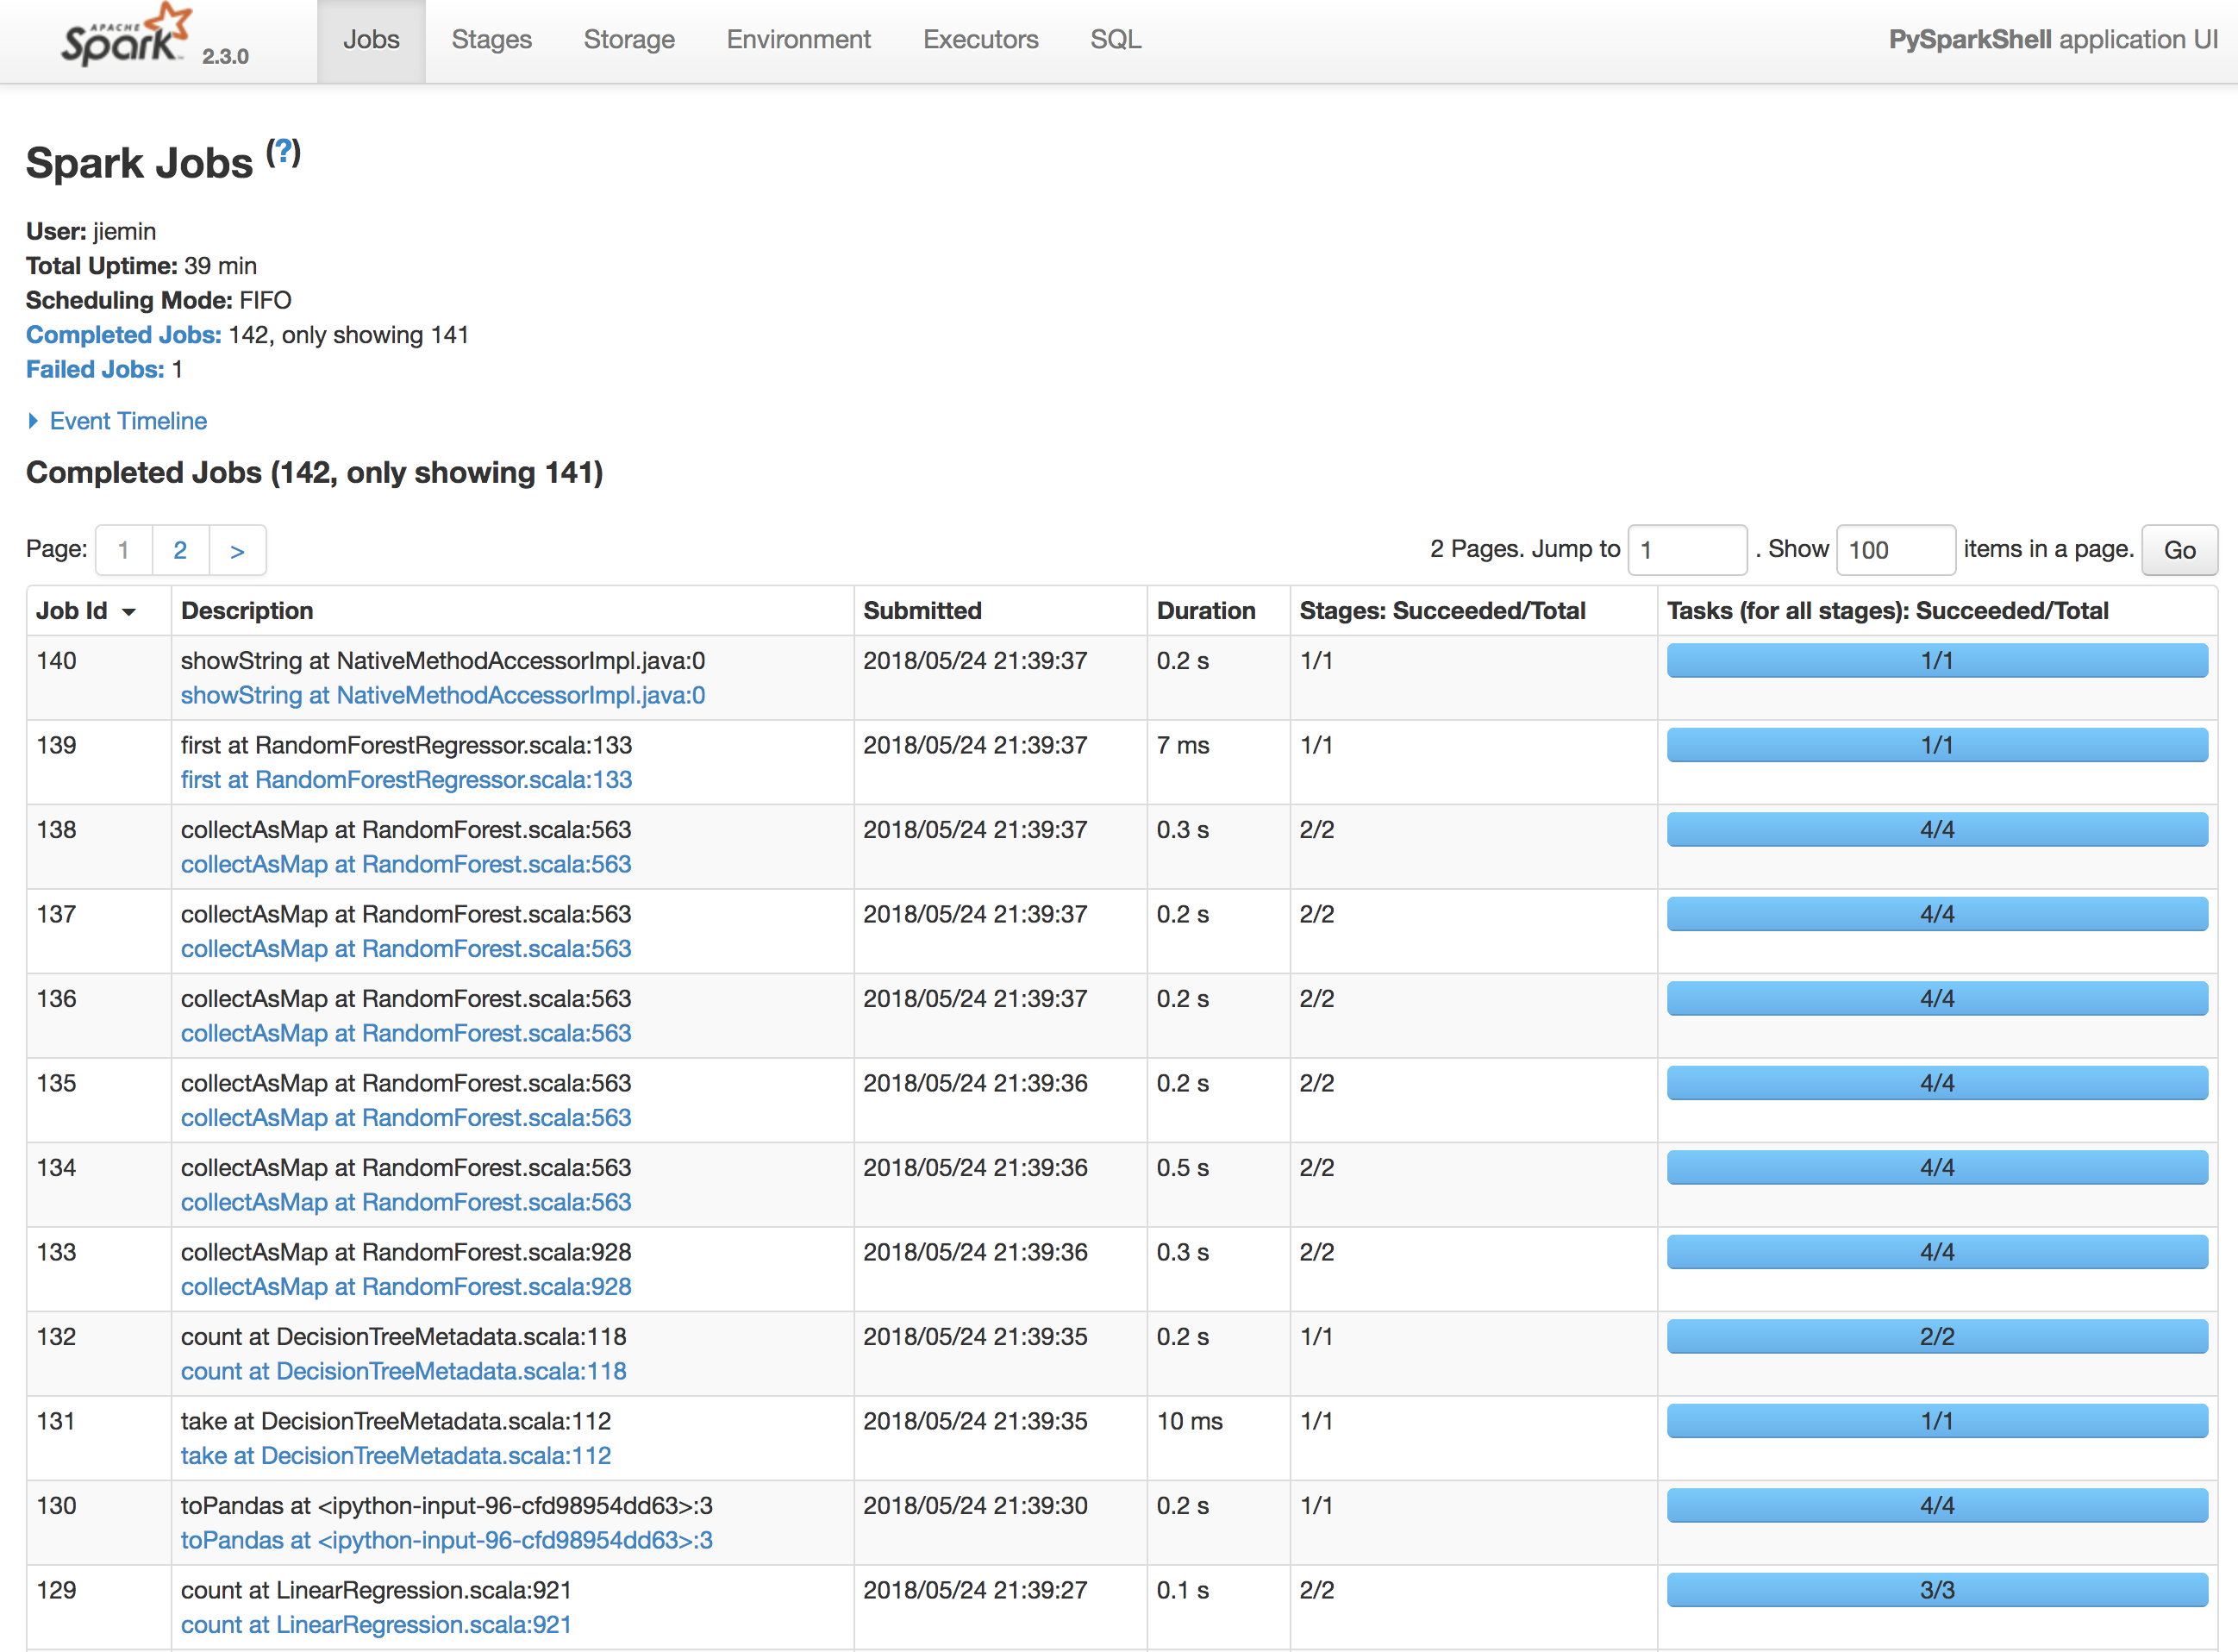 APACHE
Spark 2.3.0 Jobs Stages Storage Environment Executors SQL PySparkShell application UI
Spark Jobs (?)
User: jiemin
Total Uptime: 39 min
Scheduling Mode: FIFO
Completed Jobs: 142, only showing 141
Failed Jobs: 1
Event Timeline
Completed Jobs (142, only showing 141)
Page: 1 2 > 2 Pages. Jump to 1 . Show 100 items in a page. Go
Job Id Description Submitted Duration Stages: Succeeded/Total Tasks (for all stages): Succeeded/Total
140 showString at NativeMethodAccessorImpl.java:0 2018/05/24 21:39:37 0.2 s 1/1 1/1
showString at NativeMethodAccessorImpl.java:0
139 first at RandomForestRegressor.scala:133 2018/05/24 21:39:37 7 ms 1/1 1/1
first at RandomForestRegressor.scala:133
138 collectAsMap at RandomForest.scala:563 2018/05/24 21:39:37 0.3 s 2/2 4/4
collectAsMap at RandomForest.scala:563
137 collectAsMap at RandomForest.scala:563 2018/05/24 21:39:37 0.2 s 2/2 4/4
collectAsMap at RandomForest.scala:563
136 collectAsMap at RandomForest.scala:563 2018/05/24 21:39:37 0.2 s 2/2 4/4
collectAsMap at RandomForest.scala:563
135 collectAsMap at RandomForest.scala:563 2018/05/24 21:39:36 0.2 s 2/2 4/4
collectAsMap at RandomForest.scala:563
134 collectAsMap at RandomForest.scala:563 2018/05/24 21:39:36 0.5 s 2/2 4/4
collectAsMap at RandomForest.scala:563
133 collectAsMap at RandomForest.scala:928 2018/05/24 21:39:36 0.3 s 2/2 4/4
collectAsMap at RandomForest.scala:928
132 count at DecisionTreeMetadata.scala:118 2018/05/24 21:39:35 0.2 s 1/1 2/2
count at DecisionTreeMetadata.scala:118
131 take at DecisionTreeMetadata.scala:112 2018/05/24 21:39:35 10 ms 1/1 1/1
take at DecisionTreeMetadata.scala:112
130 toPandas at <ipython-input-96-cfd98954dd63>:3 2018/05/24 21:39:30 0.2 s 1/1 4/4
toPandas at <ipython-input-96-cfd98954dd63>:3
129 count at LinearRegression.scala:921 2018/05/24 21:39:27 0.1 s 2/2 3/3
count at LinearRegression.scala:921